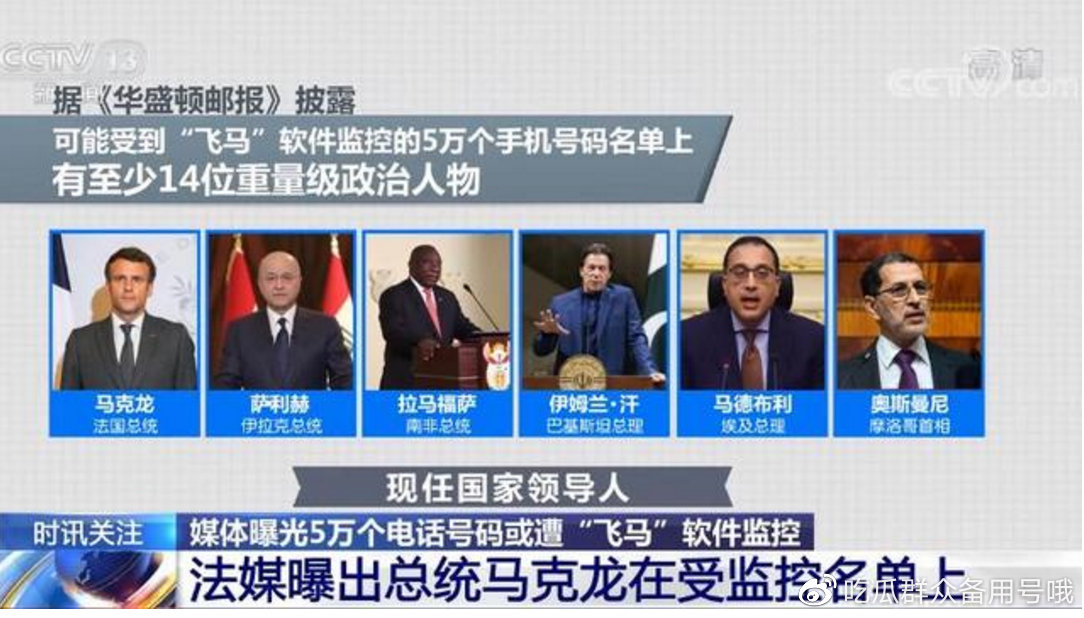 CCTV 13
新闻
高清
CCTV.com
据《华盛顿邮报》披露
可能受到“飞马”软件监控的5万个手机号码名单上
有至少14位重量级政治人物
马克龙
法国总统
萨利赫
伊拉克总统
拉马福萨
南非总统
伊姆兰·汗
巴基斯坦总理
马德布利
埃及总理
奥斯曼尼
摩洛哥首相
现任国家领导人
时讯关注
媒体曝光5万个电话号码或遭“飞马”软件监控
法媒曝出总统马克龙在受监控名单上
@吃瓜群众备用号哦